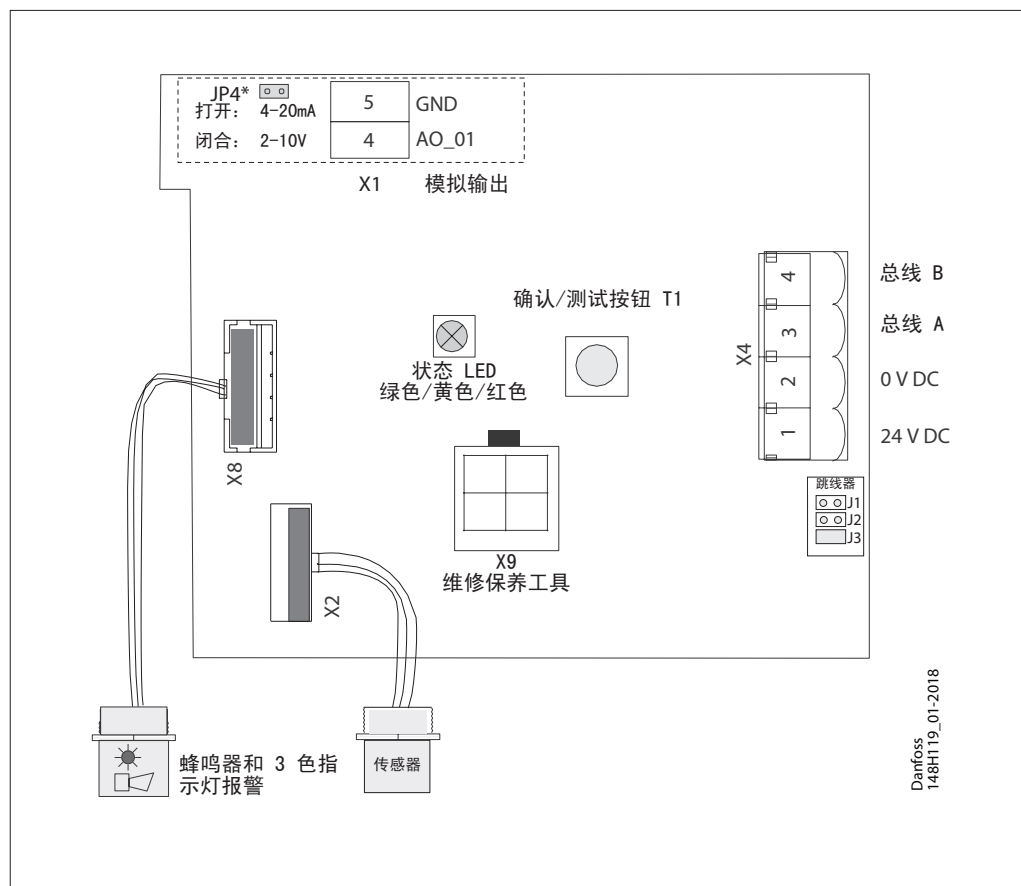 JP4*
打开： 4-20mA
闭合： 2-10V
5
GND
4
AO_01
X1
模拟输出
确认/测试按钮 T1
状态 LED
绿色/黄色/红色
X4
4
总线 B
3
总线 A
2
0 V DC
1
24 V DC
跳线器
J1
J2
J3
X8
X2
X9
维修保养工具
蜂鸣器和 3 色指
示灯报警
传感器
Danfoss
148H119_01-2018